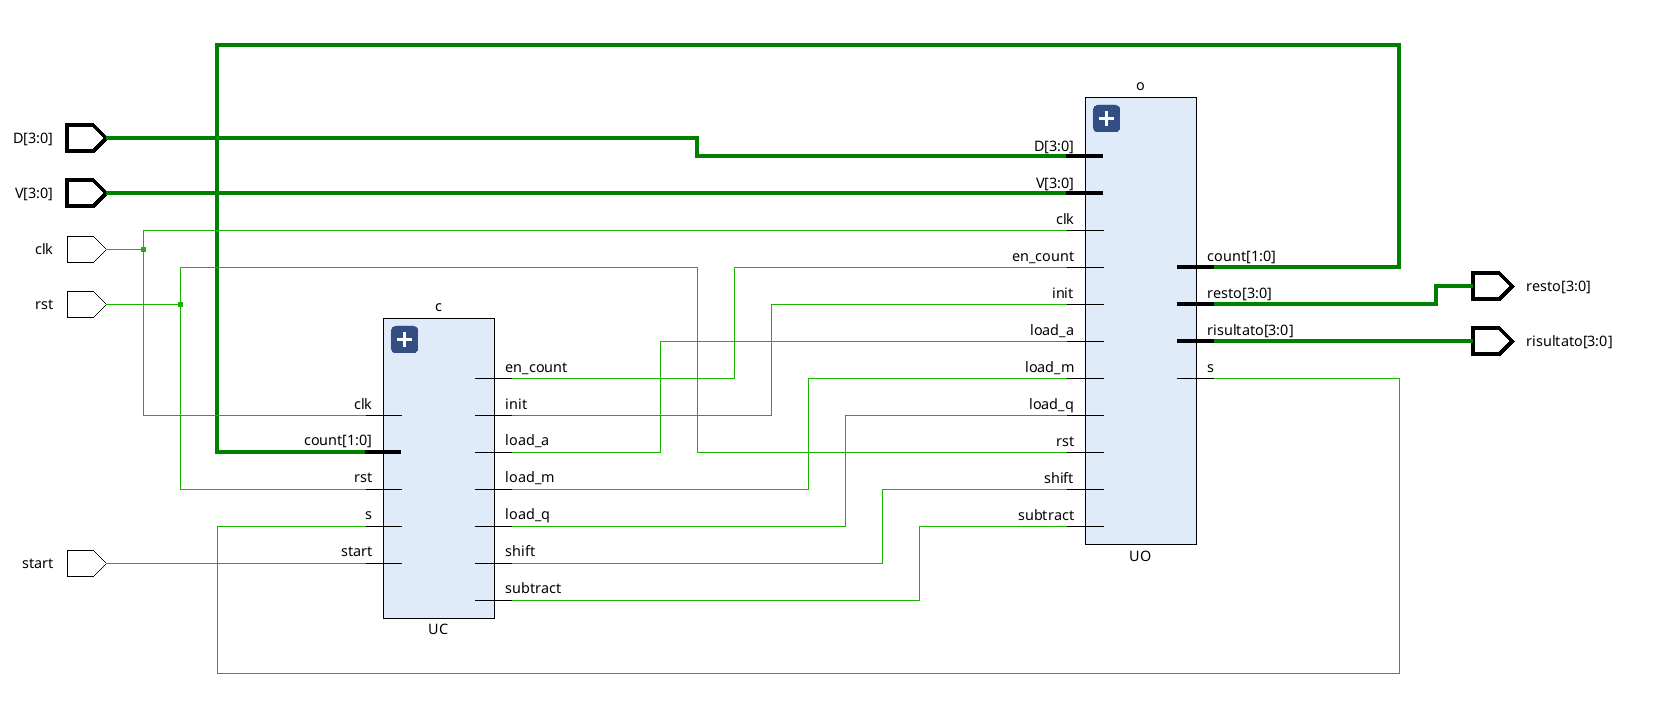 D[3:0]
V[3:0]
clk
rst
start
c
clk
count[1:0]
rst
s
start
en_count
init
load_a
load_m
load_q
shift
subtract
UC
o
D[3:0]
V[3:0]
clk
en_count
init
load_a
load_m
load_q
rst
shift
subtract
count[1:0]
resto[3:0]
risultato[3:0]
s
UO
resto[3:0]
risultato[3:0]